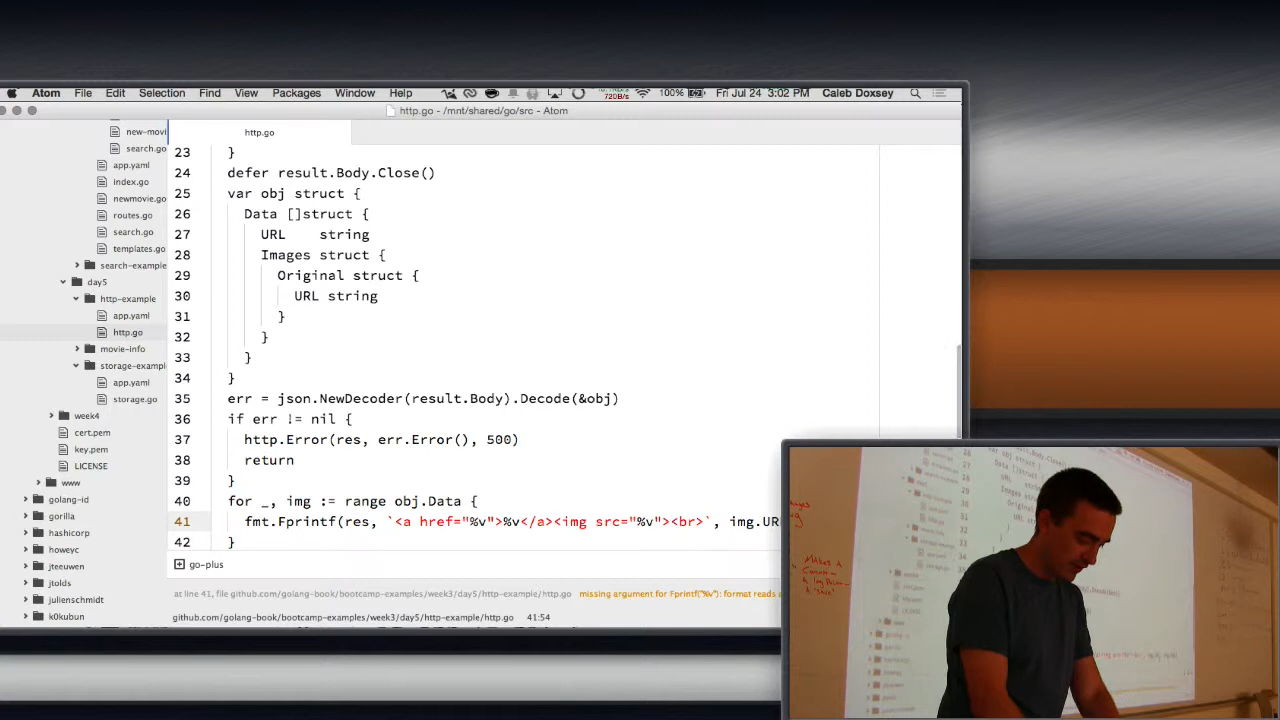 Atom File Edit Selection Find View Packages Window Help 720B/s 100% Fri Jul 24 3:02 PM Caleb Doxsey
http.go - /mnt/shared/go/src - Atom
new-movi
search.go
app.yaml
index.go
newmovie.go
routes.go
search.go
templates.go
search-example
day5
http-example
app.yaml
http.go
movie-info
storage-exampl
app.yaml
storage.go
week4
cert.pem
key.pem
LICENSE
www
golang-id
gorilla
hashicorp
howeyc
jteeuwen
jtolds
julienschmidt
k0kubun
http.go
23 }
24 defer result.Body.Close()
25 var obj struct {
26 Data []struct {
27 URL string
28 Images struct {
29 Original struct {
30 URL string
31 }
32 }
33 }
34 }
35 err = json.NewDecoder(result.Body).Decode(&obj)
36 if err != nil {
37 http.Error(res, err.Error(), 500)
38 return
39 }
40 for _, img := range obj.Data {
41 fmt.Fprintf(res, `<a href="%v">%v</a><img src="%v"><br>`, img.UR
42 }
go-plus
at line 41, file github.com/golang-book/bootcamp-examples/week3/day5/http-example/http.go missing argument for Fprintf("%v"): format reads a
github.com/golang-book/bootcamp-examples/week3/day5/http-example/http.go 41:54